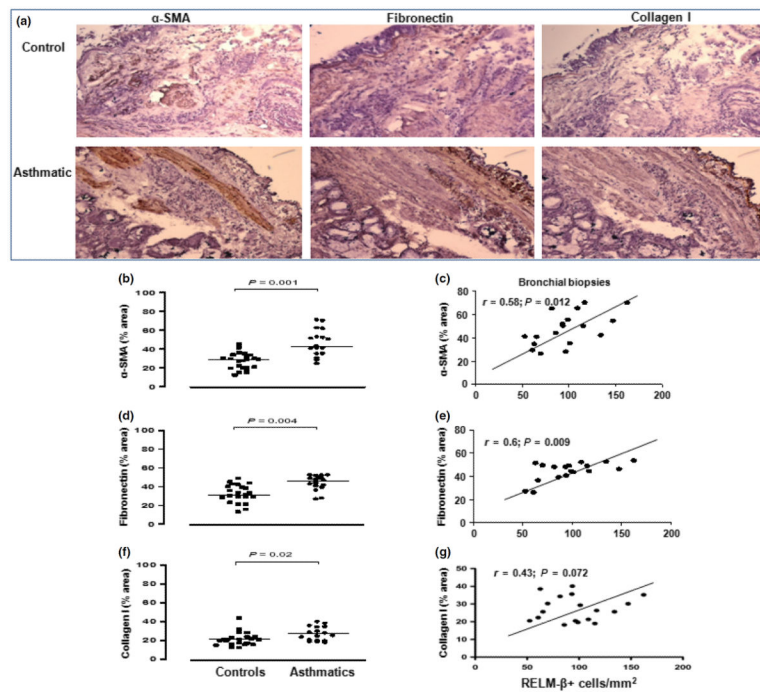 (a)
α-SMA Fibronectin Collagen I
Control
Asthmatic
(b)
P = 0.001
α-SMA (% area)
100
80
60
40
20
0
(c)
Bronchial biopsies
r = 0.58; P = 0.012
α-SMA (% area)
80
60
40
20
0
0 50 100 150 200
(d)
P = 0.004
Fibronectin (% area)
100
80
60
40
20
0
(e)
r = 0.6; P = 0.009
Fibronectin (% area)
80
60
40
20
0
0 50 100 150 200
(f)
P = 0.02
Collagen I (% area)
100
80
60
40
20
0
Controls Asthmatics
(g)
r = 0.43; P = 0.072
Collagen I (% area)
50
40
30
20
10
0
0 50 100 150 200
RELM-β+ cells/mm²